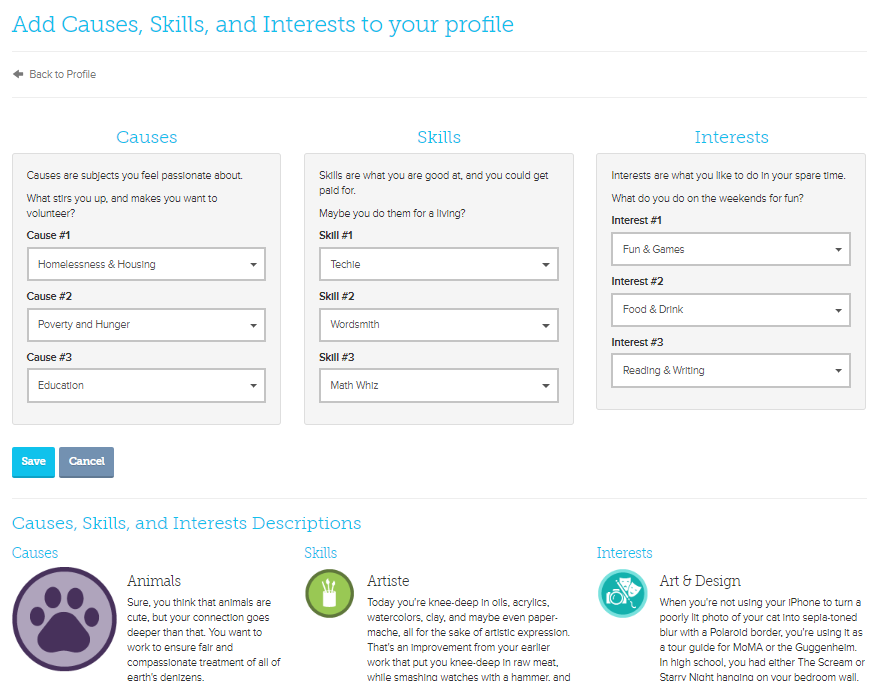 Add Causes, Skills, and Interests to your profile
Back to Profile
Causes
Causes are subjects you feel passionate about.
What stirs you up, and makes you want to
volunteer?
Cause #1
Homelessness & Housing
Cause #2
Poverty and Hunger
Cause #3
Education
Skills
Skills are what you are good at, and you could get
paid for.
Maybe you do them for a living?
Skill #1
Techie
Skill #2
Wordsmith
Skill #3
Math Whiz
Interests
Interests are what you like to do in your spare time.
What do you do on the weekends for fun?
Interest #1
Fun & Games
Interest #2
Food & Drink
Interest #3
Reading & Writing
Save
Cancel
Causes, Skills, and Interests Descriptions
Causes
Animals
Sure, you think that animals are
cute, but your connection goes
deeper than that. You want to
work to ensure fair and
compassionate treatment of all of
earth's denizens.
Skills
Artiste
Today you're knee-deep in oils, acrylics,
watercolors, clay, and maybe even paper-
mache, all for the sake of artistic expression.
That's an improvement from your earlier
work that put you knee-deep in raw meat,
while smashing watches with a hammer, and
Interests
Art & Design
When you're not using your iPhone to turn a
poorly lit photo of your cat into sepia-toned
blur with a Polaroid border, you're using it as
a tour guide for MoMA or the Guggenheim.
In high school, you had either The Scream or
Starry Night hanging on your bedroom wall,